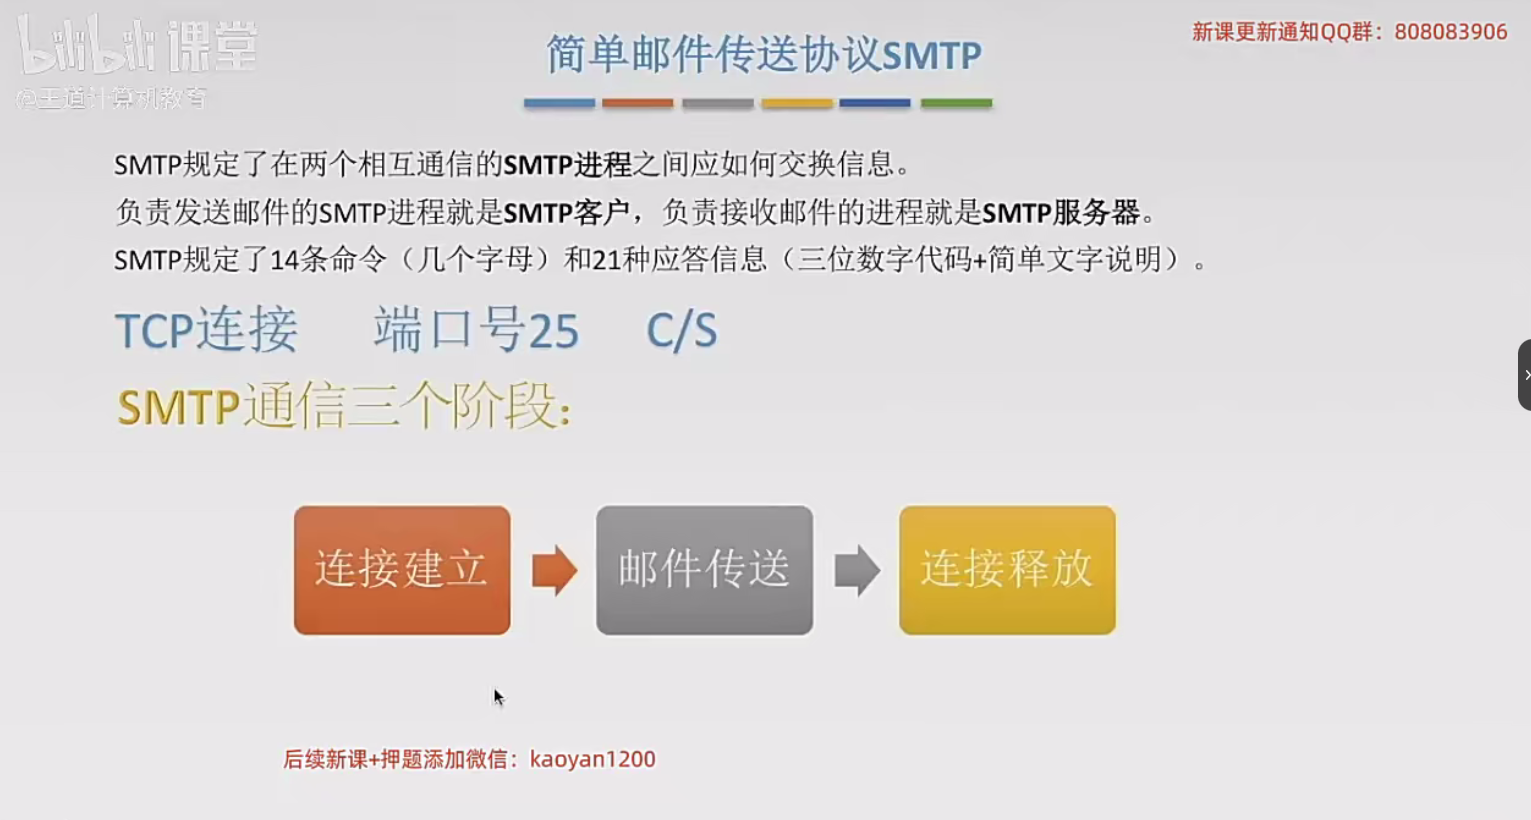 bilibili课堂
@王道计算机教育
新课更新通知QQ群：808083906
简单邮件传送协议SMTP
SMTP规定了在两个相互通信的SMTP进程之间应如何交换信息。
负责发送邮件的SMTP进程就是SMTP客户，负责接收邮件的进程就是SMTP服务器。
SMTP规定了14条命令（几个字母）和21种应答信息（三位数字代码+简单文字说明）。
TCP连接 端口号25 C/S
SMTP通信三个阶段：
连接建立 邮件传送 连接释放
后续新课+押题添加微信：kaoyan1200